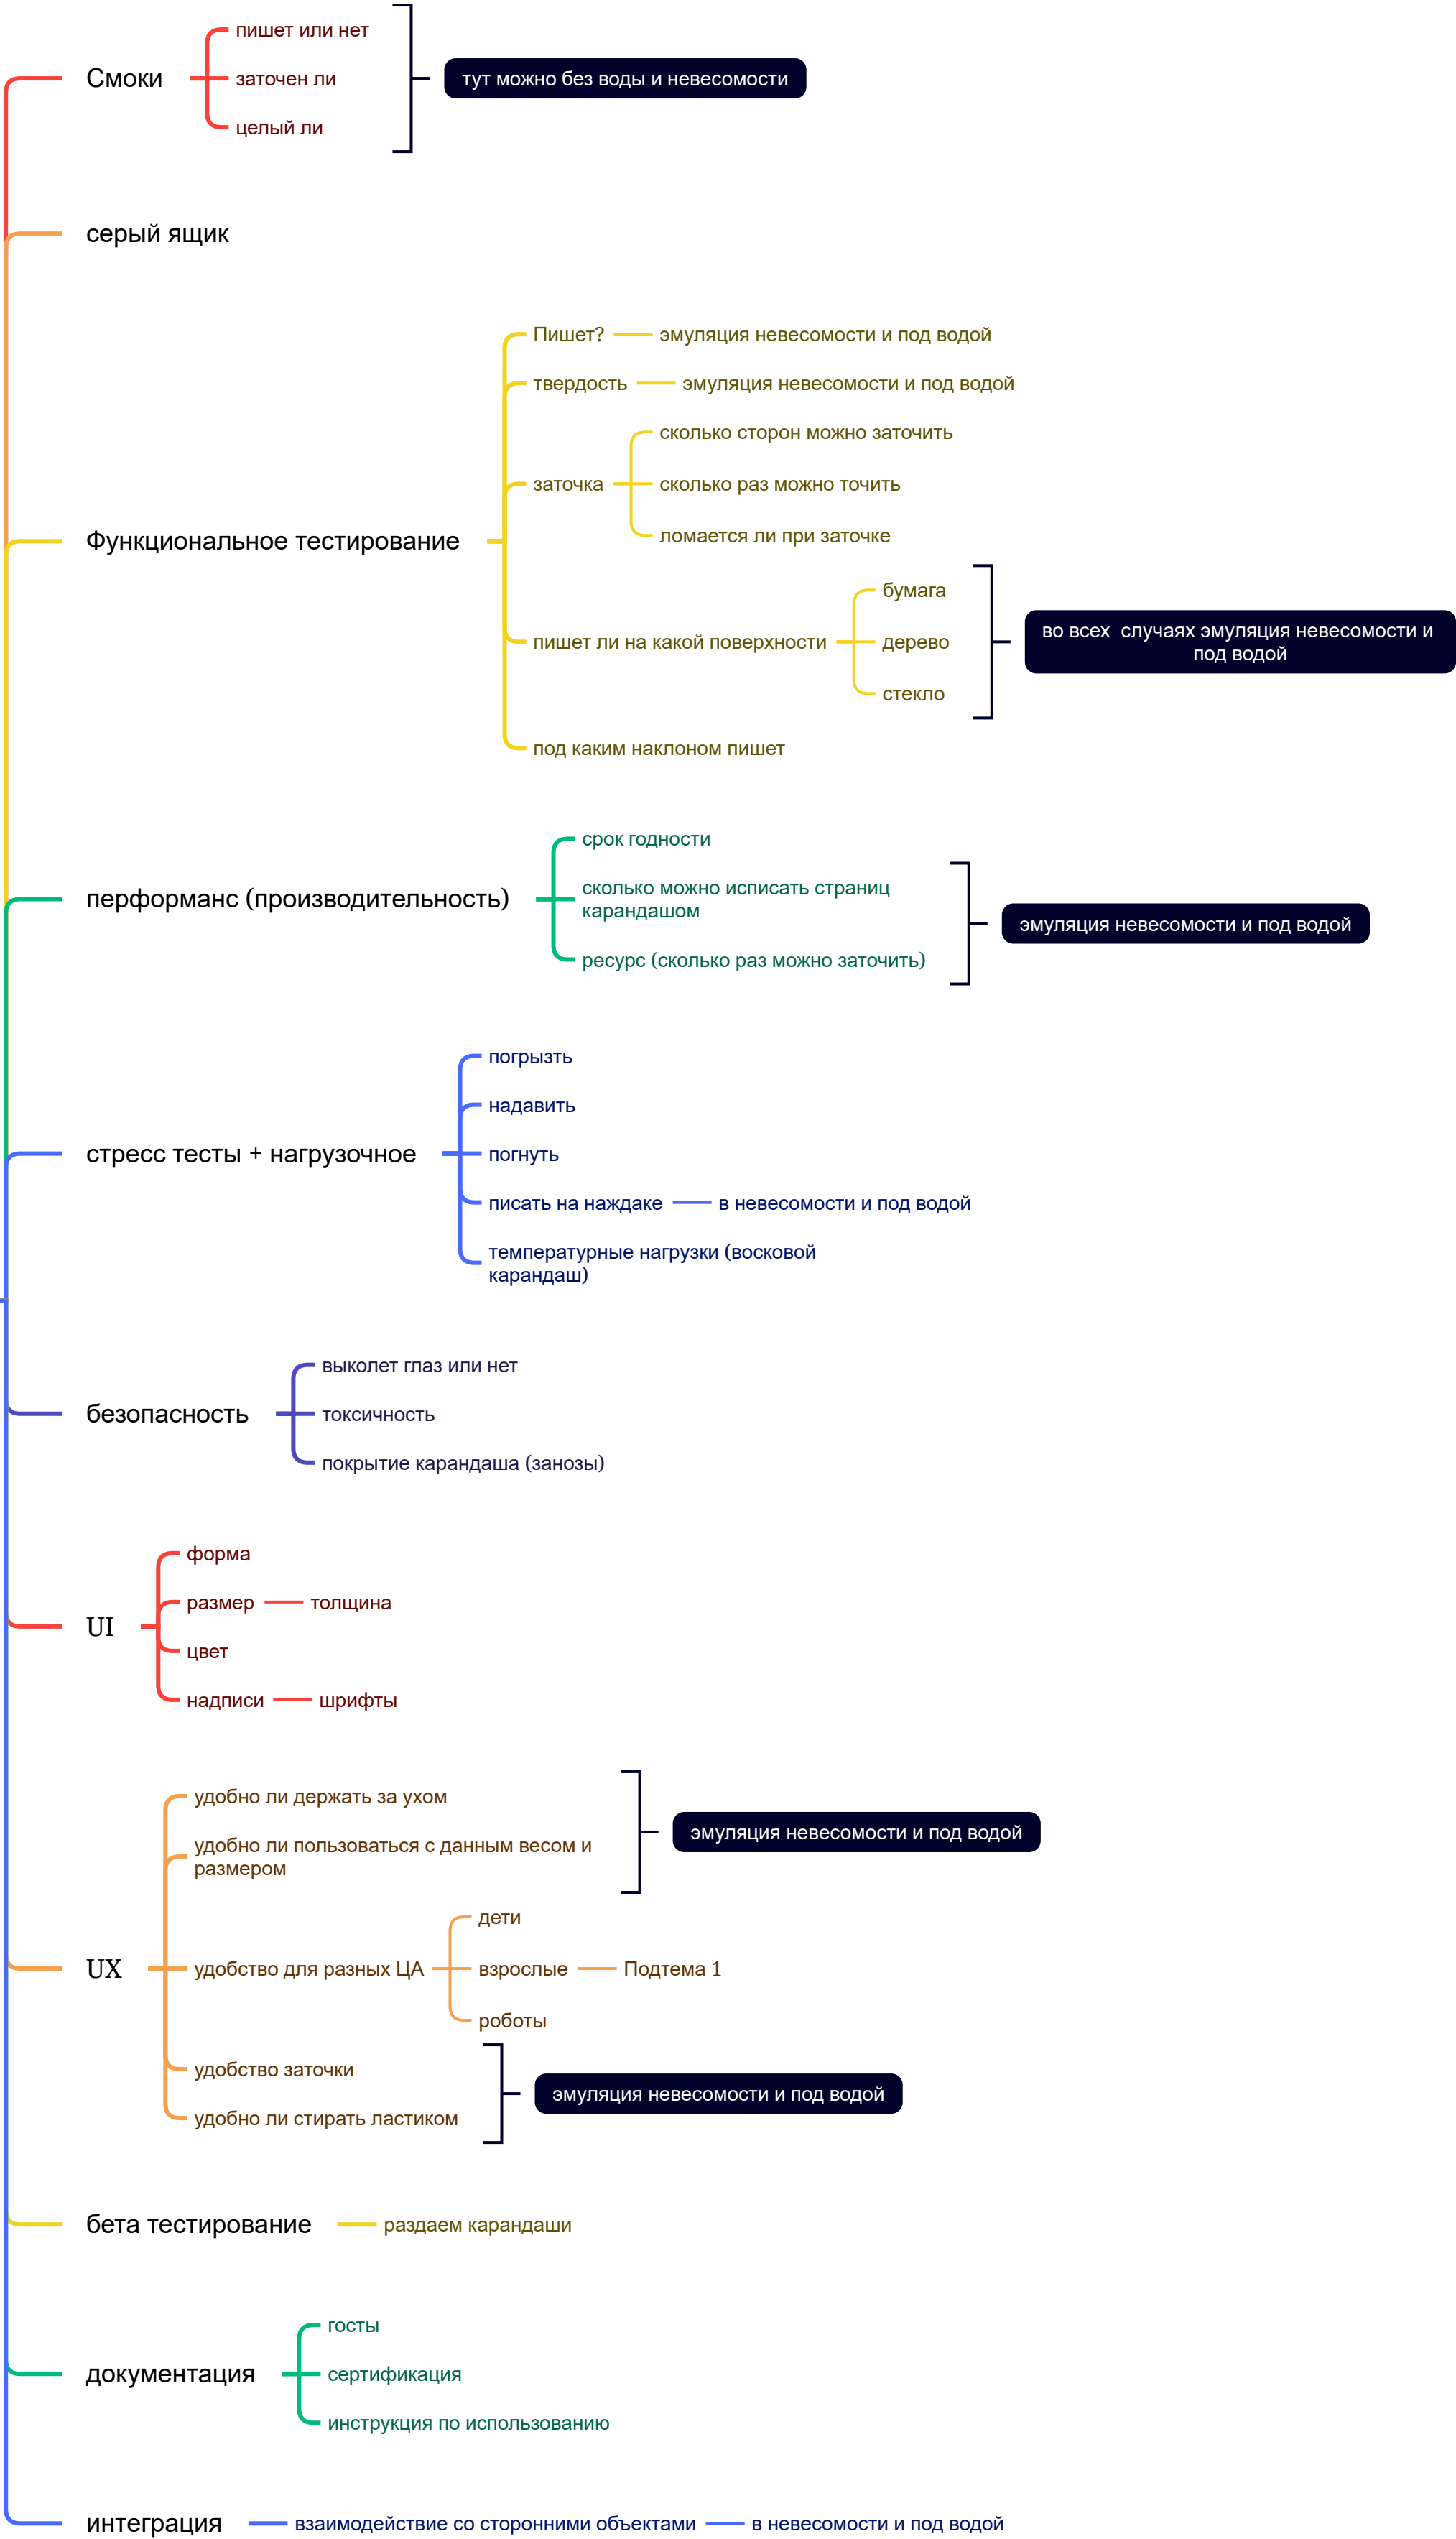 Смоки
пишет или нет
заточен ли
целый ли
тут можно без воды и невесомости
серый ящик
Функциональное тестирование
Пишет?
эмуляция невесомости и под водой
твердость
эмуляция невесомости и под водой
заточка
сколько сторон можно заточить
сколько раз можно точить
ломается ли при заточке
пишет ли на какой поверхности
бумага
дерево
стекло
во всех случаях эмуляция невесомости и
под водой
под каким наклоном пишет
перформанс (производительность)
срок годности
сколько можно исписать страниц
карандашом
ресурс (сколько раз можно заточить)
эмуляция невесомости и под водой
стресс тесты + нагрузочное
погрызть
надавить
погнуть
писать на наждаке
в невесомости и под водой
температурные нагрузки (восковой
карандаш)
безопасность
выколет глаз или нет
токсичность
покрытие карандаша (занозы)
UI
форма
размер
толщина
цвет
надписи
шрифты
UX
удобно ли держать за ухом
удобно ли пользоваться с данным весом и
размером
эмуляция невесомости и под водой
удобство для разных ЦА
дети
взрослые
Подтема 1
роботы
удобство заточки
удобно ли стирать ластиком
эмуляция невесомости и под водой
бета тестирование
раздаем карандаши
документация
госты
сертификация
инструкция по использованию
интеграция
взаимодействие со сторонними объектами
в невесомости и под водой